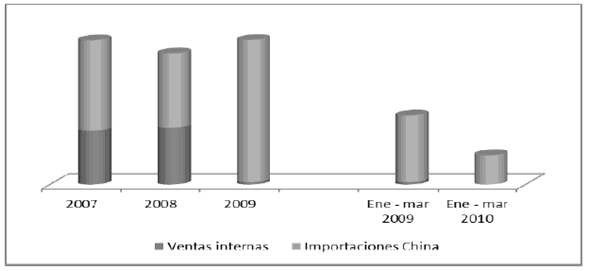 2007 2008 2009 Ene - mar Ene - mar
2009 2010
Ventas internas Importaciones China